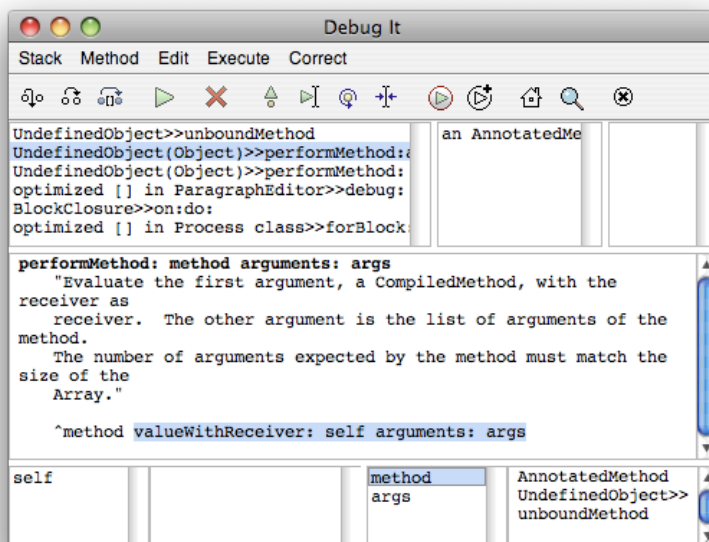 Debug It
Stack Method Edit Execute Correct
UndefinedObject>>unboundMethod
UndefinedObject(Object)>>performMethod:a
UndefinedObject(Object)>>performMethod:
optimized [] in ParagraphEditor>>debug:
BlockClosure>>on:do:
optimized [] in Process class>>forBlock:
an AnnotatedMe
performMethod: method arguments: args
"Evaluate the first argument, a CompiledMethod, with the
receiver as
receiver. The other argument is the list of arguments of the
method.
The number of arguments expected by the method must match the
size of the
Array."
^method valueWithReceiver: self arguments: args
self
method
args
AnnotatedMethod
UndefinedObject>>
unboundMethod